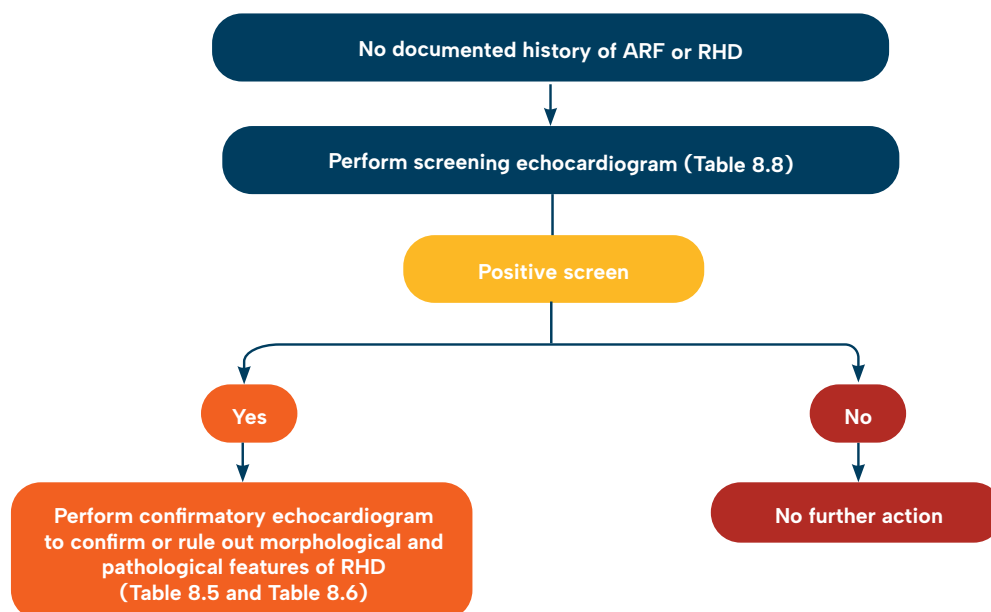 No documented history of ARF or RHD
Perform screening echocardiogram (Table 8.8)
Positive screen
Yes
No
Perform confirmatory echocardiogram
to confirm or rule out morphological and
pathological features of RHD
(Table 8.5 and Table 8.6)
No further action